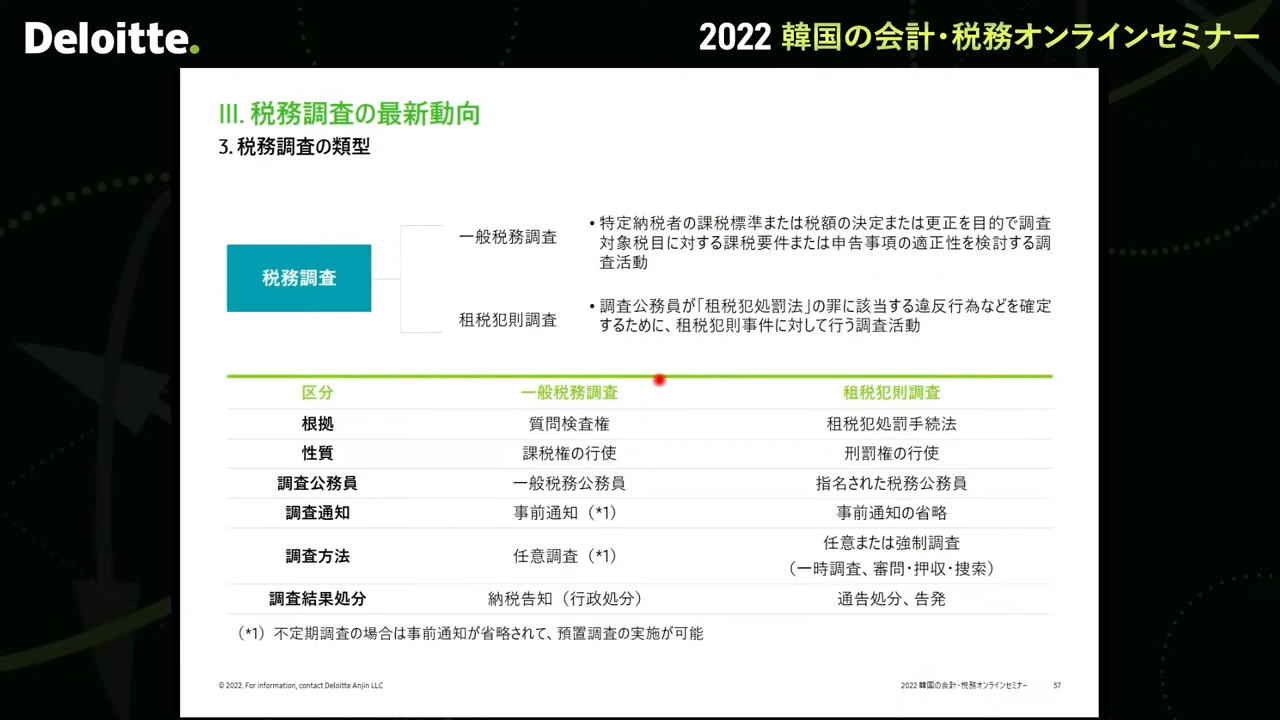 Deloitte.
2022 韓国の会計・税務オンラインセミナー
III. 税務調査の最新動向
3. 税務調査の類型
税務調査
一般税務調査
• 特定納税者の課税標準または税額の決定または更正を目的で調査
対象税目に対する課税要件または申告事項の適正性を検討する調
査活動
租税犯則調査
• 調査公務員が「租税犯処罰法」の罪に該当する違反行為などを確定
するために、租税犯則事件に対して行う調査活動
区分 一般税務調査 租税犯則調査
根拠 質問検査権 租税犯処罰手続法
性質 課税権の行使 刑罰権の行使
調査公務員 一般税務公務員 指名された税務公務員
調査通知 事前通知（*1） 事前通知の省略
調査方法 任意調査（*1） 任意または強制調査
（一時調査、審問・押収・捜索）
調査結果処分 納税告知（行政処分） 通告処分、告発
（*1）不定期調査の場合は事前通知が省略されて、預置調査の実施が可能
© 2022. For information, contact Deloitte Anjin LLC
2022 韓国の会計・税務オンラインセミナー 57